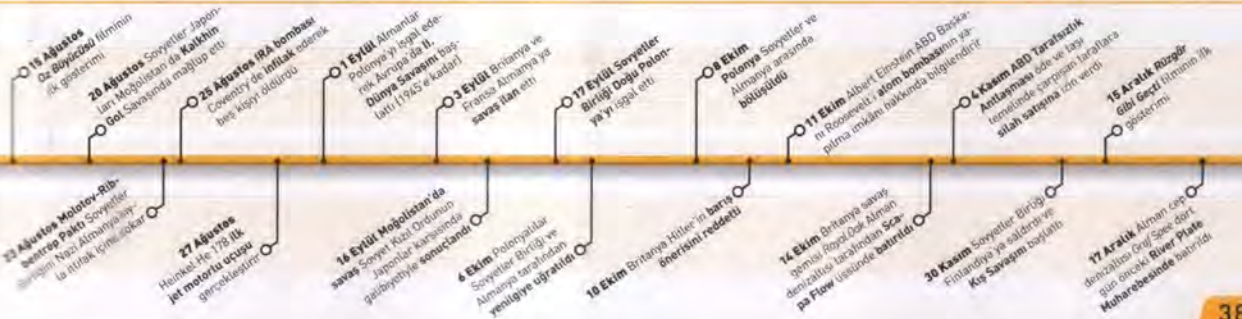 15 Ağustos
Oz Büyücüsü filminin
ilk gösterimi
20 Ağustos Sovyetler Japon-
ları Moğolistan'da Kalkhin
Gol Savaşında mağlup etti
25 Ağustos IRA bombası
Coventry'de infilak ederek
beş kişiyi öldürdü
1 Eylül Almanlar
Polonya'yı işgal ede-
rek Avrupa'da II.
Dünya Savaşını baş-
lattı (1945'e kadar)
3 Eylül Britanya ve
Fransa Almanya'ya
savaş ilan etti
17 Eylül Sovyetler
Birliği Doğu Polon-
ya'yı işgal etti
8 Ekim
Polonya Sovyetler ve
Almanya arasında
bölüşüldü
11 Ekim Albert Einstein ABD Başka-
nı Roosevelt'i atom bombasının ya-
pılma imkânı hakkında bilgilendirir
4 Kasım ABD Tarafsızlık
Antlaşması öde ve taşı
temelinde çarpışan taraflara
silah satışına izin verdi
15 Aralık Rüzgâr
Gibi Geçti filminin ilk
gösterimi
23 Ağustos Molotov-Rib-
bentrop Paktı Sovyetler
Birliğini Nazi Almanyasıy-
la ittifak içine sokar
27 Ağustos
Heinkel He 178 ilk
jet motorlu uçuşu
gerçekleştirir
16 Eylül Moğolistan'da
savaş Sovyet Kızıl Ordunun
Japonlar karşısında
galibiyetiyle sonuçlandı
6 Ekim Polonyalılar
Sovyetler Birliği ve
Almanya tarafından
yenilgiye uğratıldı
10 Ekim Britanya Hitler'in barış
önerisini reddetti
14 Ekim Britanya savaş
gemisi Royal Oak Alman
denizaltısı tarafından Sca-
pa Flow üssünde batırıldı
30 Kasım Sovyetler Birliği
Finlandiya'ya saldırdı ve
Kış Savaşını başlattı
17 Aralık Alman cep
denizaltısı Graf Spee dört
gün önceki River Plate
Muharebesinde batırıldı
38